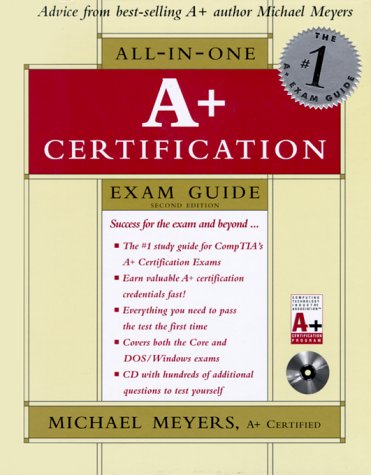 Advice from best-selling A+ author Michael Meyers
ALL-IN-ONE
THE
#1
A+ EXAM GUIDE
A+
CERTIFICATION
EXAM GUIDE
SECOND EDITION
Success for the exam and beyond ...
• The #1 study guide for CompTIA's
A+ Certification Exams
• Earn valuable A+ certification
credentials fast!
• Everything you need to pass
the test the first time
• Covers both the Core and
DOS/Windows exams
• CD with hundreds of additional
questions to test yourself
COMPUTING
TECHNOLOGY
INDUSTRY
ASSOCIATION
A+
CERTIFICATION
PROGRAM
MICHAEL MEYERS, A+ CERTIFIED